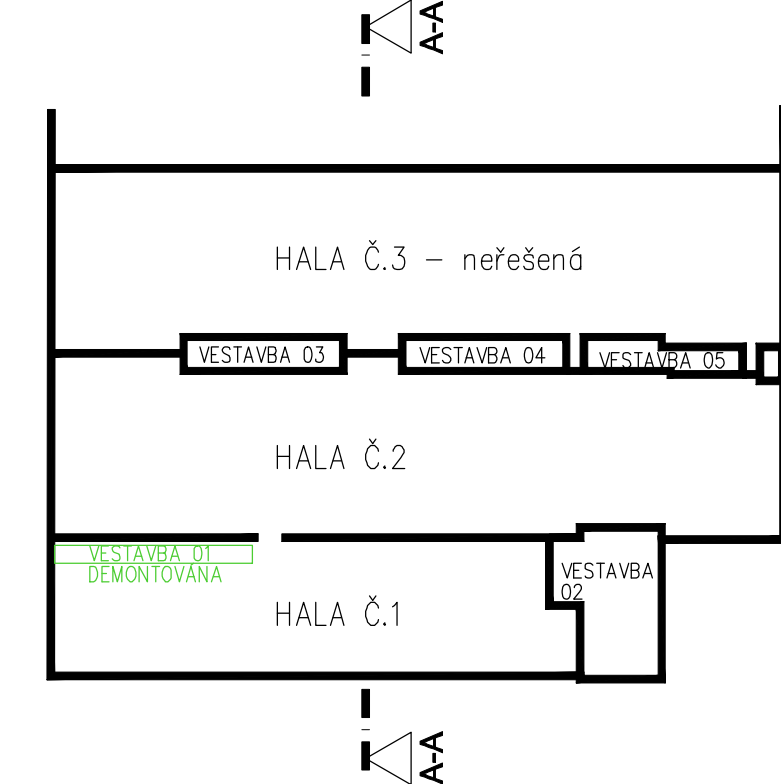 A-A
HALA Č.3 – neřešená
VESTAVBA 03
VESTAVBA 04
VESTAVBA 05
HALA Č.2
VESTAVBA 01
DEMONTOVÁNA
VESTAVBA
02
HALA Č.1
A-A